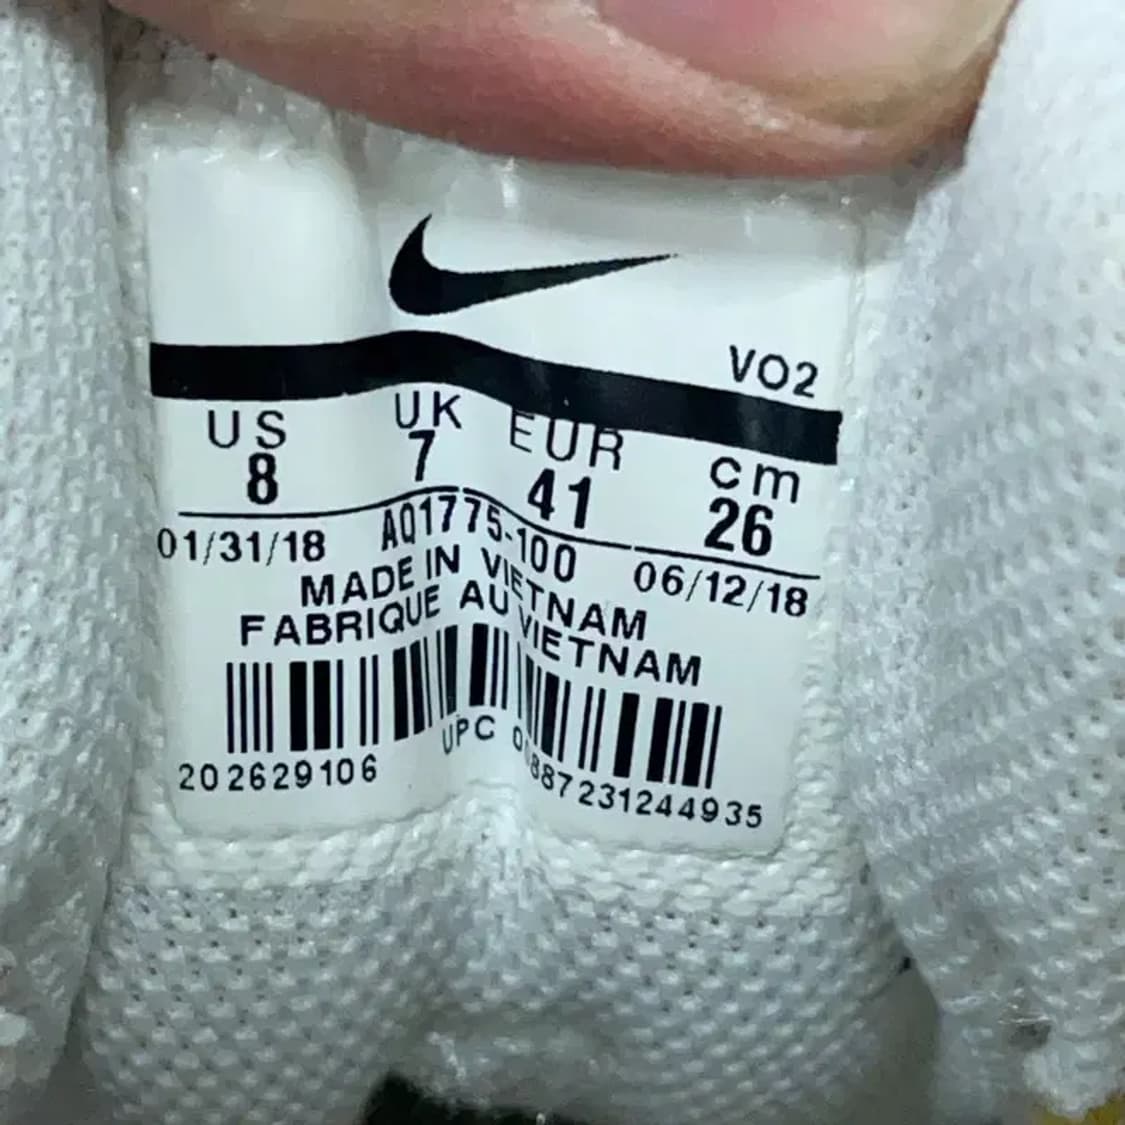 VO2
US UK EUR cm
8 7 41 26
01/31/18 AQ1775-100 06/12/18
MADE IN VIETNAM
FABRIQUE AU VIETNAM
202629106 UPC 00887231244935